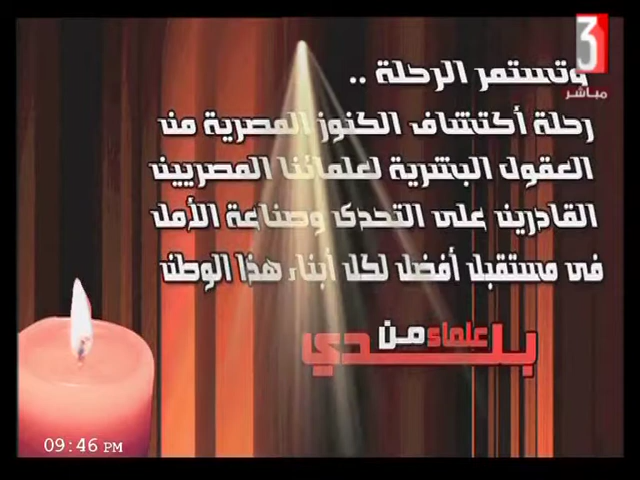 3
مباشر
وتستمر الرحلة ..
رحلة أكتشاف الكنوز المصرية من
العقول البشرية لعلمائنا المصريين
القادرين على التحدى وصناعة الأمل
فى مستقبل أفضل لكل أبناء هذا الوطن
علماء من
بلدي
09:46 PM